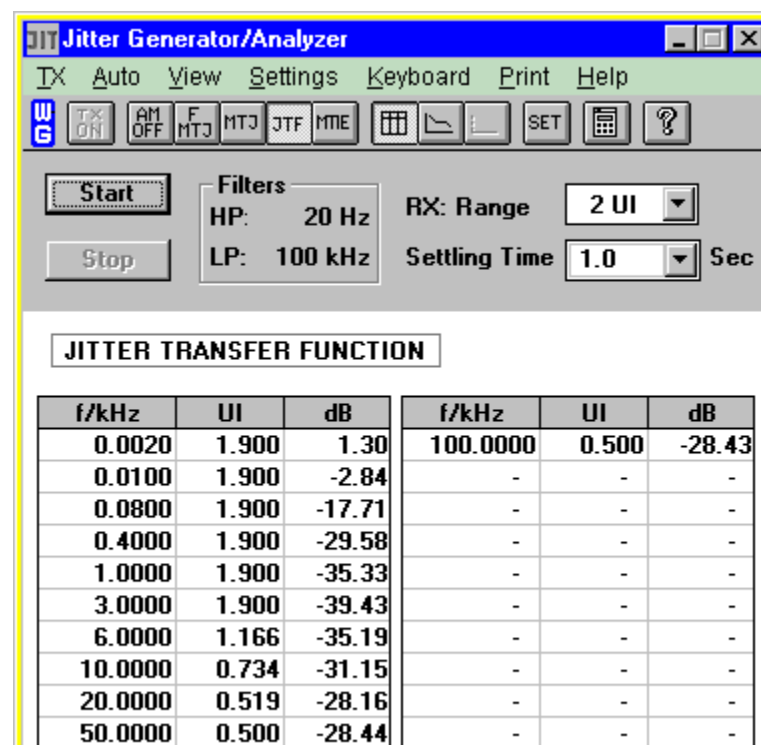 JIT Jitter Generator/Analyzer
TX Auto View Settings Keyboard Print Help
WG TX ON AM OFF F MTJ MTJ JTF SET ?
Start Filters
HP: 20 Hz RX: Range 2 UI
Stop LP: 100 kHz Settling Time 1.0 Sec
JITTER TRANSFER FUNCTION
f/kHz UI dB f/kHz UI dB
0.0020 1.900 1.30 100.0000 0.500 -28.43
0.0100 1.900 -2.84 - - -
0.0800 1.900 -17.71 - - -
0.4000 1.900 -29.58 - - -
1.0000 1.900 -35.33 - - -
3.0000 1.900 -39.43 - - -
6.0000 1.166 -35.19 - - -
10.0000 0.734 -31.15 - - -
20.0000 0.519 -28.16 - - -
50.0000 0.500 -28.44 - - -